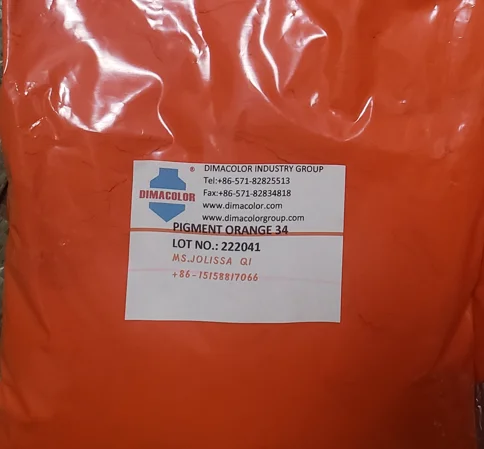 ®
DIMACOLOR
DIMACOLOR INDUSTRY GROUP
Tel:+86-571-82825513
Fax:+86-571-82834818
www.dimacolor.com
www.dimacolorgroup.com
PIGMENT ORANGE 34
LOT NO.: 222041
MS.JOLISSA QI
+86-15158817066